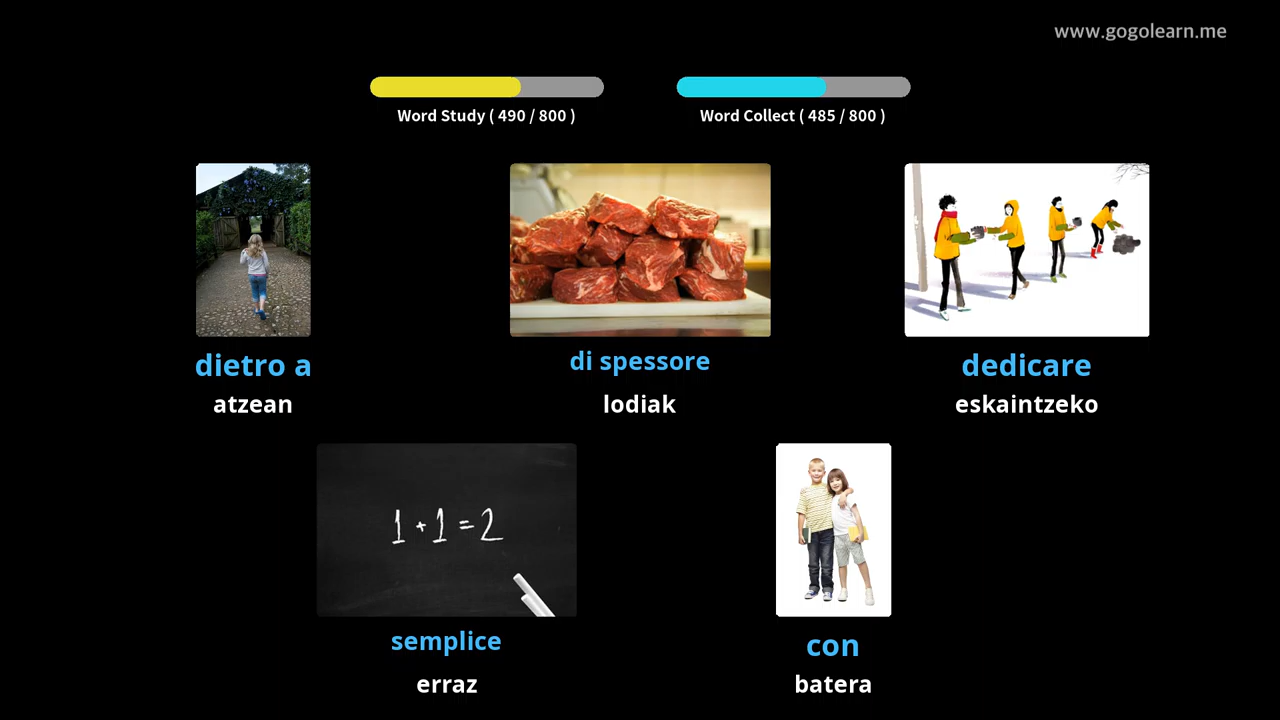 www.gogolearn.me
Word Study ( 490 / 800 )
Word Collect ( 485 / 800 )
dietro a
atzean
di spessore
lodiak
dedicare
eskaintzeko
1 + 1 = 2
semplice
erraz
con
batera